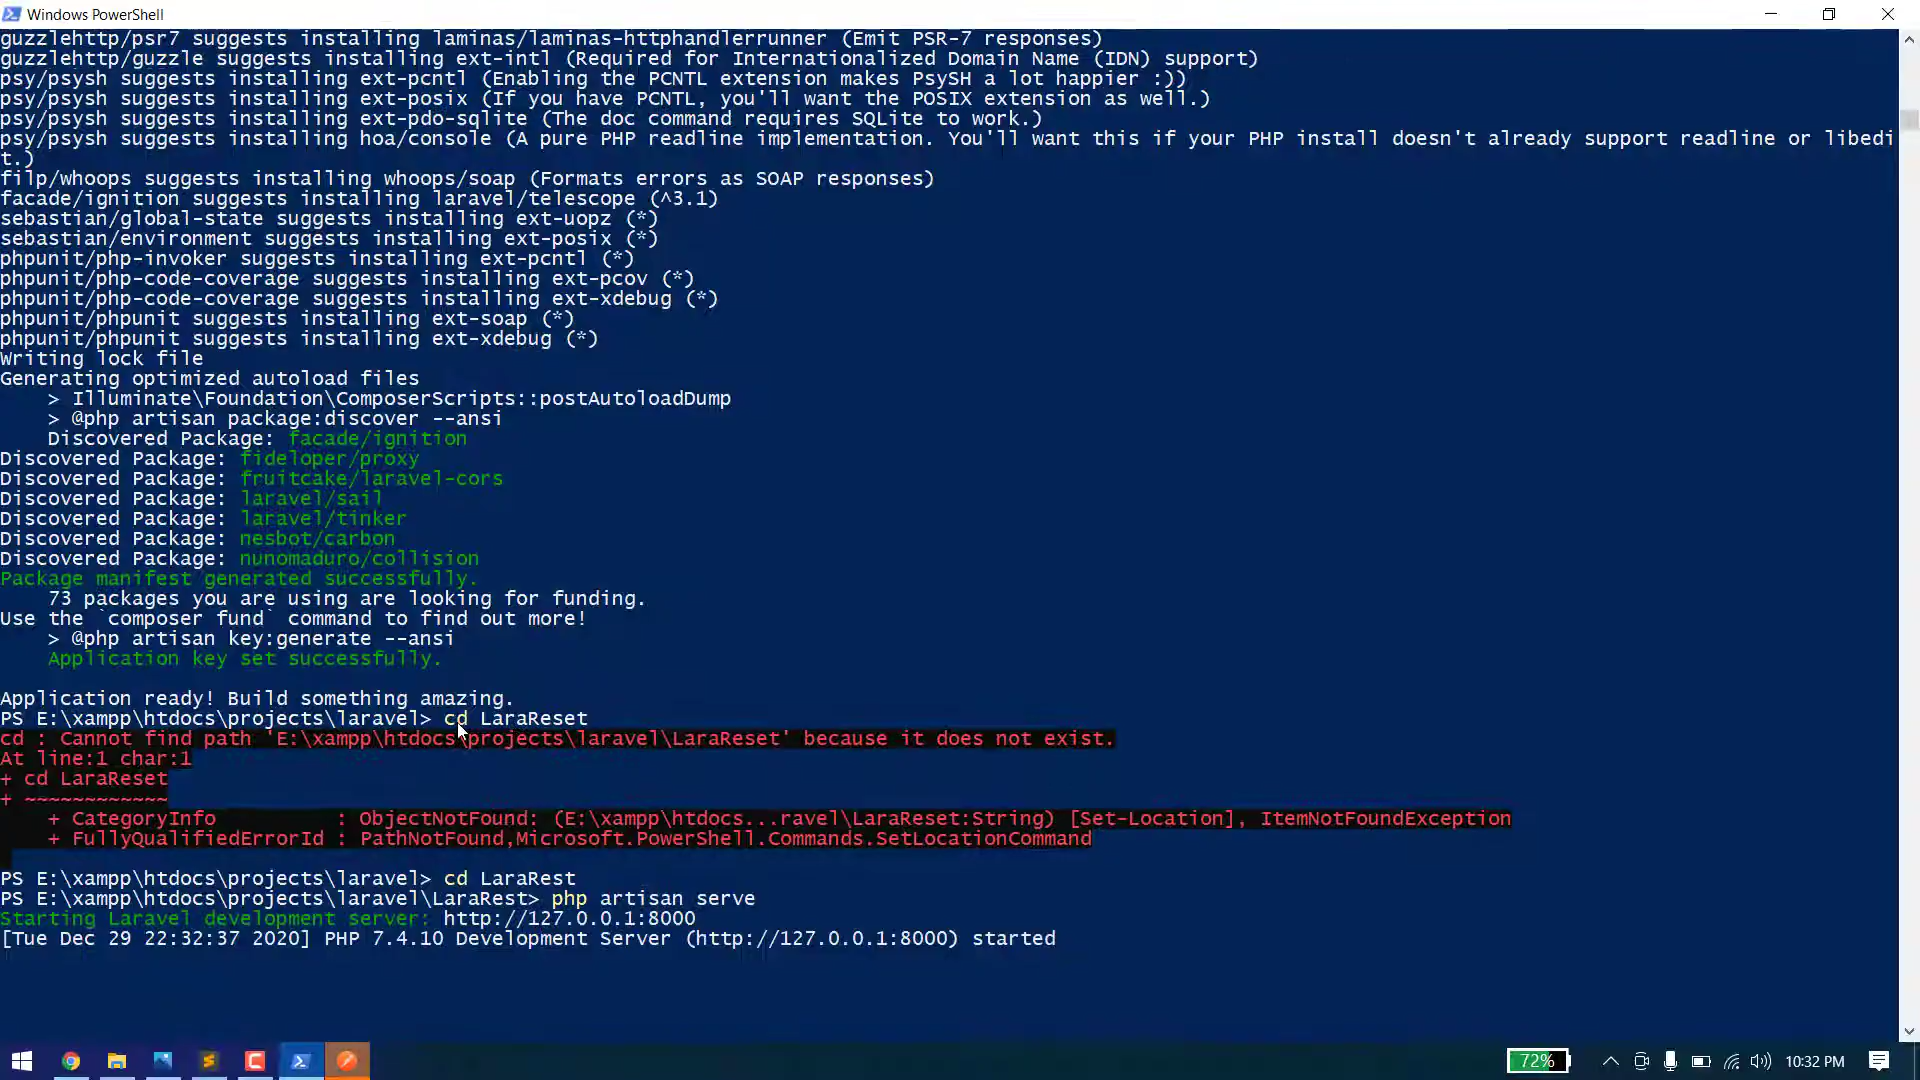 Windows PowerShell
guzzlehttp/psr7 suggests installing laminas/laminas-httphandlerrunner (Emit PSR-7 responses)
guzzlehttp/guzzle suggests installing ext-intl (Required for Internationalized Domain Name (IDN) support)
psy/psysh suggests installing ext-pcntl (Enabling the PCNTL extension makes PsySH a lot happier :))
psy/psysh suggests installing ext-posix (If you have PCNTL, you'll want the POSIX extension as well.)
psy/psysh suggests installing ext-pdo-sqlite (The doc command requires SQLite to work.)
psy/psysh suggests installing hoa/console (A pure PHP readline implementation. You'll want this if your PHP install doesn't already support readline or libedi
t.)
filp/whoops suggests installing whoops/soap (Formats errors as SOAP responses)
facade/ignition suggests installing laravel/telescope (^3.1)
sebastian/global-state suggests installing ext-uopz (*)
sebastian/environment suggests installing ext-posix (*)
phpunit/php-invoker suggests installing ext-pcntl (*)
phpunit/php-code-coverage suggests installing ext-pcov (*)
phpunit/php-code-coverage suggests installing ext-xdebug (*)
phpunit/phpunit suggests installing ext-soap (*)
phpunit/phpunit suggests installing ext-xdebug (*)
Writing lock file
Generating optimized autoload files
    > Illuminate\Foundation\ComposerScripts::postAutoloadDump
    > @php artisan package:discover --ansi
    Discovered Package: facade/ignition
Discovered Package: fideloper/proxy
Discovered Package: fruitcake/laravel-cors
Discovered Package: laravel/sail
Discovered Package: laravel/tinker
Discovered Package: nesbot/carbon
Discovered Package: nunomaduro/collision
Package manifest generated successfully.
    73 packages you are using are looking for funding.
Use the `composer fund` command to find out more!
    > @php artisan key:generate --ansi
    Application key set successfully.
Application ready! Build something amazing.
PS E:\xampp\htdocs\projects\laravel> cd LaraReset
cd : Cannot find path 'E:\xampp\htdocs\projects\laravel\LaraReset' because it does not exist.
At line:1 char:1
+ cd LaraReset
+ ~~~~~~~~~~~~
    + CategoryInfo          : ObjectNotFound: (E:\xampp\htdocs...ravel\LaraReset:String) [Set-Location], ItemNotFoundException
    + FullyQualifiedErrorId : PathNotFound,Microsoft.PowerShell.Commands.SetLocationCommand
PS E:\xampp\htdocs\projects\laravel> cd LaraRest
PS E:\xampp\htdocs\projects\laravel\LaraRest> php artisan serve
Starting Laravel development server: http://127.0.0.1:8000
[Tue Dec 29 22:32:37 2020] PHP 7.4.10 Development Server (http://127.0.0.1:8000) started
72% 10:32 PM